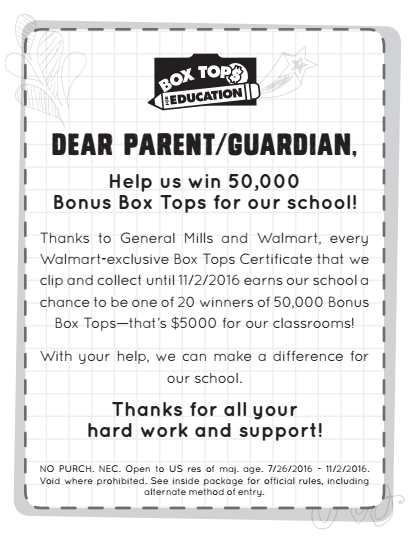 BOX TOPS
FOR EDUCATION
DEAR PARENT/GUARDIAN,
Help us win 50,000
Bonus Box Tops for our school!
Thanks to General Mills and Walmart, every
Walmart-exclusive Box Tops Certificate that we
clip and collect until 11/2/2016 earns our school a
chance to be one of 20 winners of 50,000 Bonus
Box Tops—that's $5000 for our classrooms!
With your help, we can make a difference for
our school.
Thanks for all your
hard work and support!
NO PURCH. NEC. Open to US res of maj. age. 7/26/2016 - 11/2/2016.
Void where prohibited. See inside package for official rules, including
alternate method of entry.